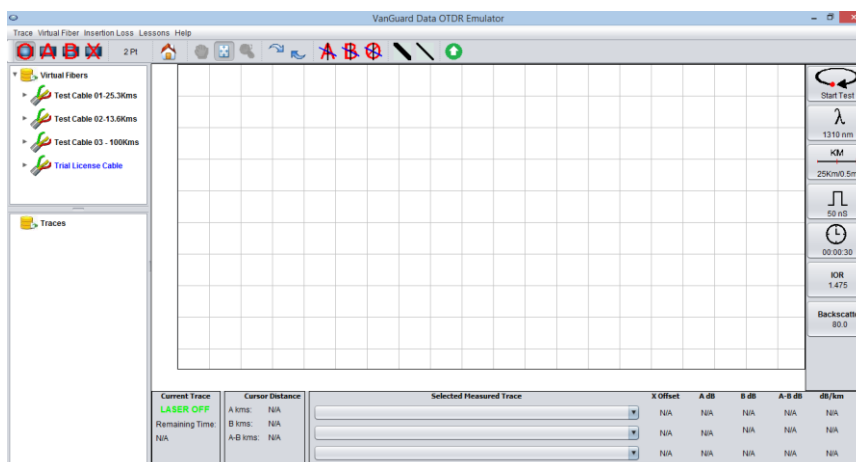 VanGuard Data OTDR Emulator
Trace Virtual Fiber Insertion Loss Lessons Help
2 Pt
Virtual Fibers
Test Cable 01-25.3Kms
Test Cable 02-13.6Kms
Test Cable 03 - 100Kms
Trial License Cable
Traces
Start Test
λ
1310 nm
KM
25Km/0.5m
50 nS
00:00:30
IOR
1.475
Backscatte
80.0
Current Trace Cursor Distance Selected Measured Trace X Offset A dB B dB A-B dB dB/km
LASER OFF A kms: N/A N/A N/A N/A N/A N/A
Remaining Time: B kms: N/A N/A N/A N/A N/A N/A
N/A A-B kms: N/A N/A N/A N/A N/A N/A